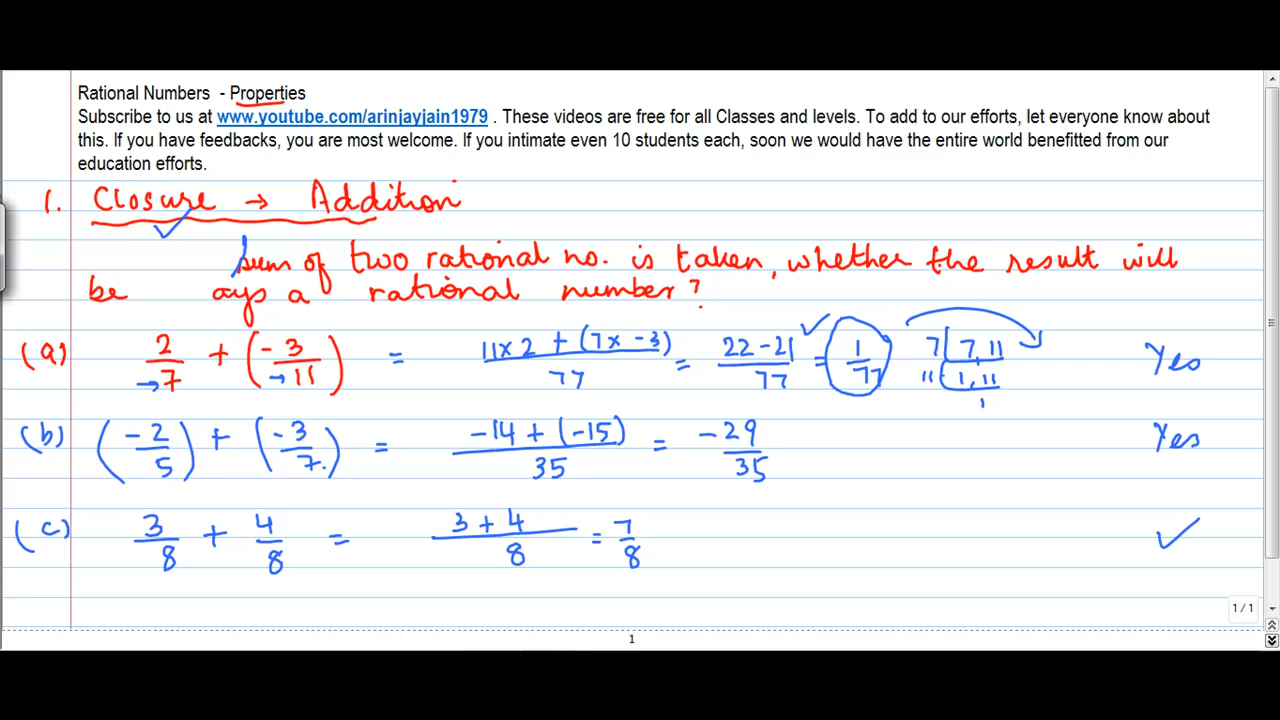 Rational Numbers - Properties
Subscribe to us at www.youtube.com/arinjayjain1979 . These videos are free for all Classes and levels. To add to our efforts, let everyone know about
this. If you have feedbacks, you are most welcome. If you intimate even 10 students each, soon we would have the entire world benefitted from our
education efforts.
1. Closure → Addition
sum of two rational no. is taken, whether the result will
be ays a rational number?
(a) 2/7 + (-3/11) = 11x2 + (7x-3)/77 = 22-21/77 = 1/77 7 | 7, 11 Yes
11 | 1, 11
1
(b) (-2/5) + (-3/7) = -14 + (-15)/35 = -29/35 Yes
(c) 3/8 + 4/8 = 3+4/8 = 7/8 ✓
1 / 1
1